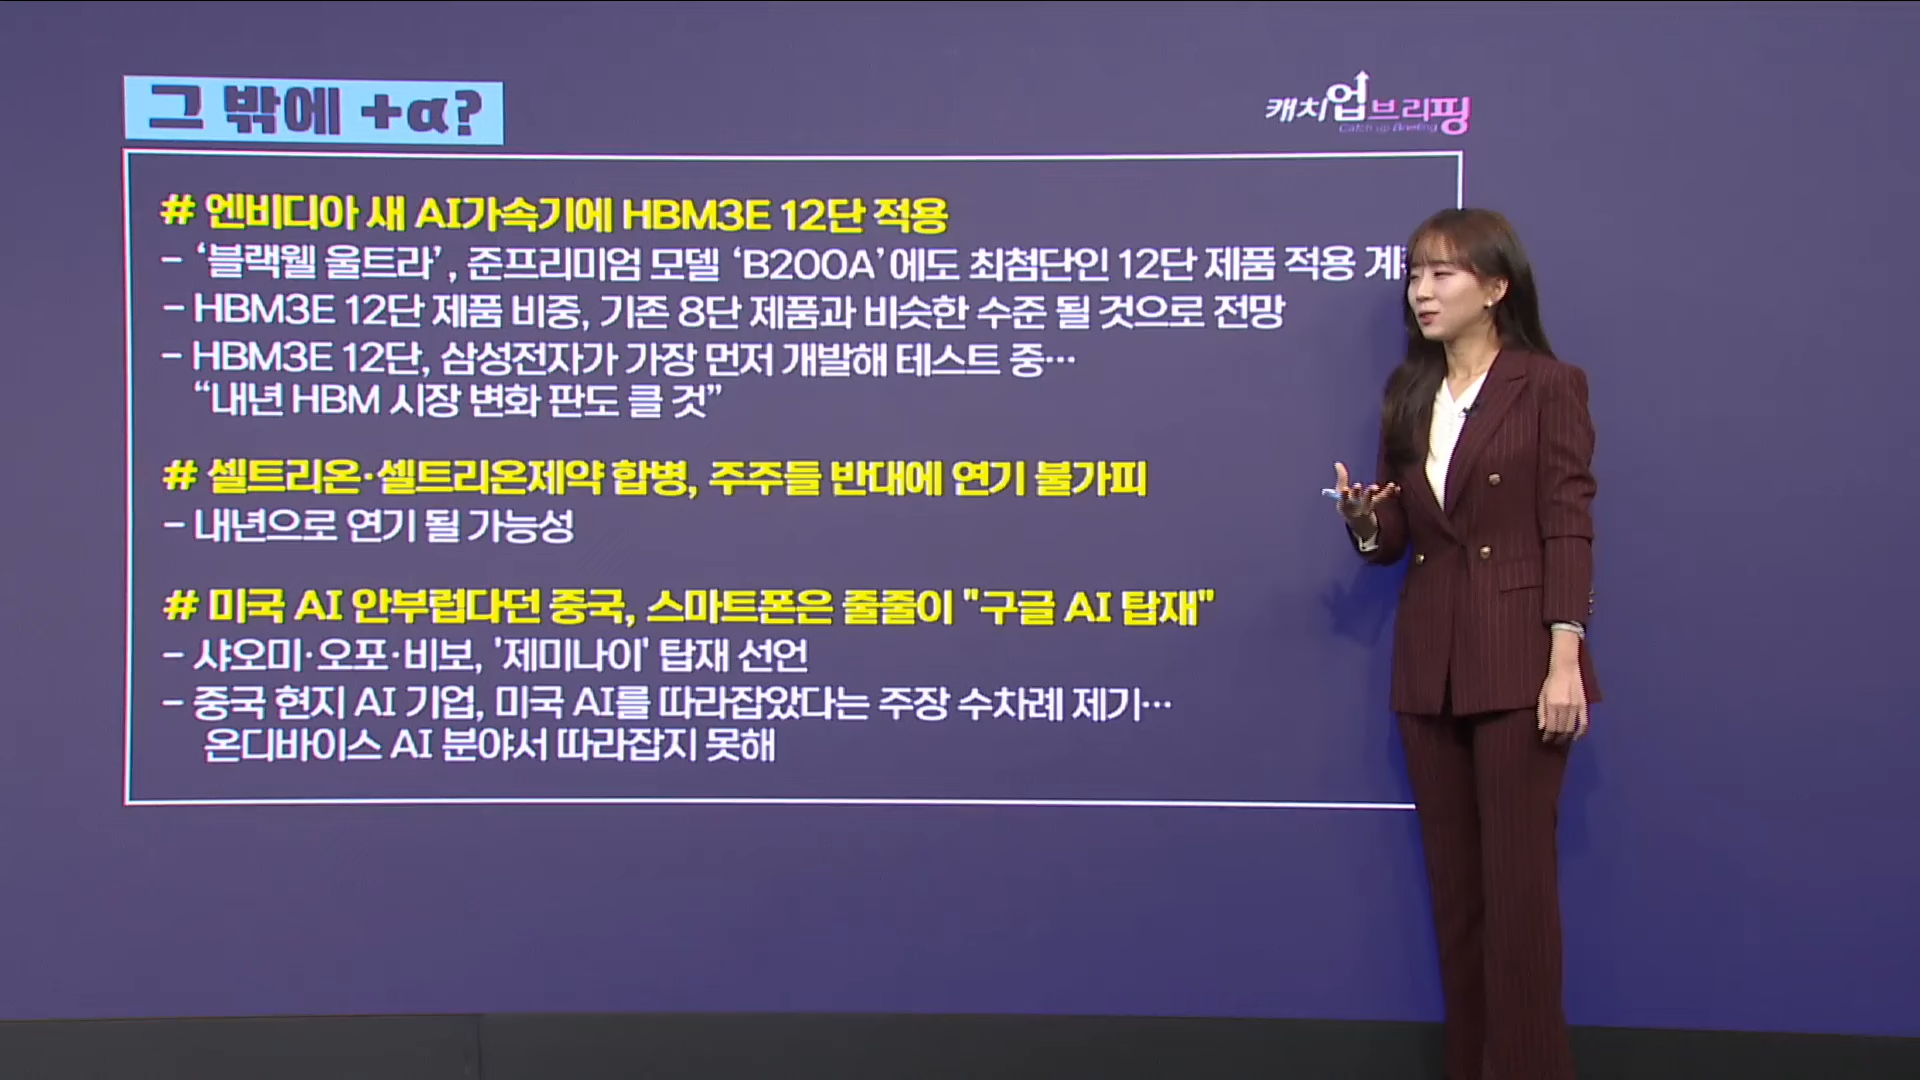 그 밖에 +α?
캐치업브리핑
Catch up Briefing
# 엔비디아 새 AI가속기에 HBM3E 12단 적용
- ‘블랙웰 울트라’, 준프리미엄 모델 ‘B200A’에도 최첨단인 12단 제품 적용
- HBM3E 12단 제품 비중, 기존 8단 제품과 비슷한 수준 될 것으로 전망
- HBM3E 12단, 삼성전자가 가장 먼저 개발해 테스트 중…
“내년 HBM 시장 변화 판도 클 것”
# 셀트리온·셀트리온제약 합병, 주주들 반대에 연기 불가피
- 내년으로 연기 될 가능성
# 미국 AI 안부럽다던 중국, 스마트폰은 줄줄이 "구글 AI 탑재"
- 샤오미·오포·비보, '제미나이' 탑재 선언
- 중국 현지 AI 기업, 미국 AI를 따라잡았다는 주장 수차례 제기…
온디바이스 AI 분야서 따라잡지 못해